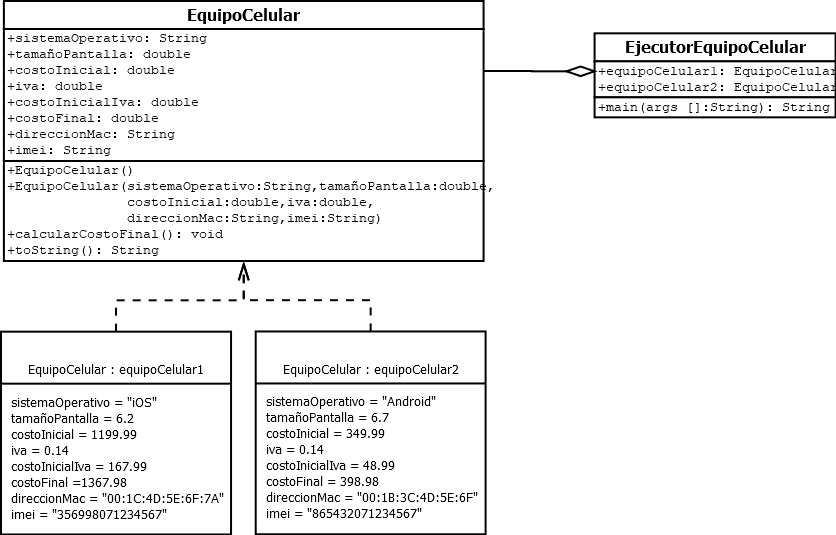 EquipoCelular
+sistemaOperativo: String
+tamañoPantalla: double
+costoInicial: double
+iva: double
+costoInicialIva: double
+costoFinal: double
+direccionMac: String
+imei: String
+EquipoCelular()
+EquipoCelular(sistemaOperativo:String,tamañoPantalla:double,
costoInicial:double,iva:double,
direccionMac:String,imei:String)
+calcularCostoFinal(): void
+toString(): String
EjecutorEquipoCelular
+equipoCelular1: EquipoCelular
+equipoCelular2: EquipoCelular
+main(args []:String): String
EquipoCelular : equipoCelular1
sistemaOperativo = "iOS"
tamañoPantalla = 6.2
costoInicial = 1199.99
iva = 0.14
costoInicialIva = 167.99
costoFinal =1367.98
direccionMac = "00:1C:4D:5E:6F:7A"
imei = "356998071234567"
EquipoCelular : equipoCelular2
sistemaOperativo = "Android"
tamañoPantalla = 6.7
costoInicial = 349.99
iva = 0.14
costoInicialIva = 48.99
costoFinal = 398.98
direccionMac = "00:1B:3C:4D:5E:6F"
imei = "865432071234567"